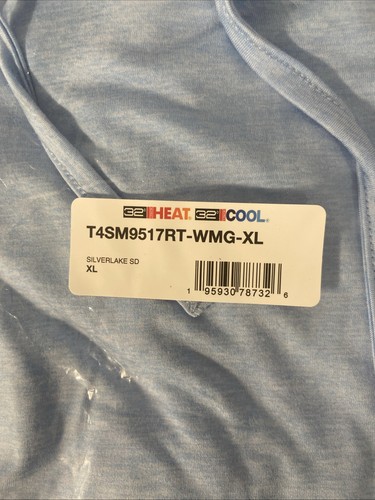 32° HEAT® 32° COOL®
T4SM9517RT-WMG-XL
SILVERLAKE SD
XL
1 95930 78732 6